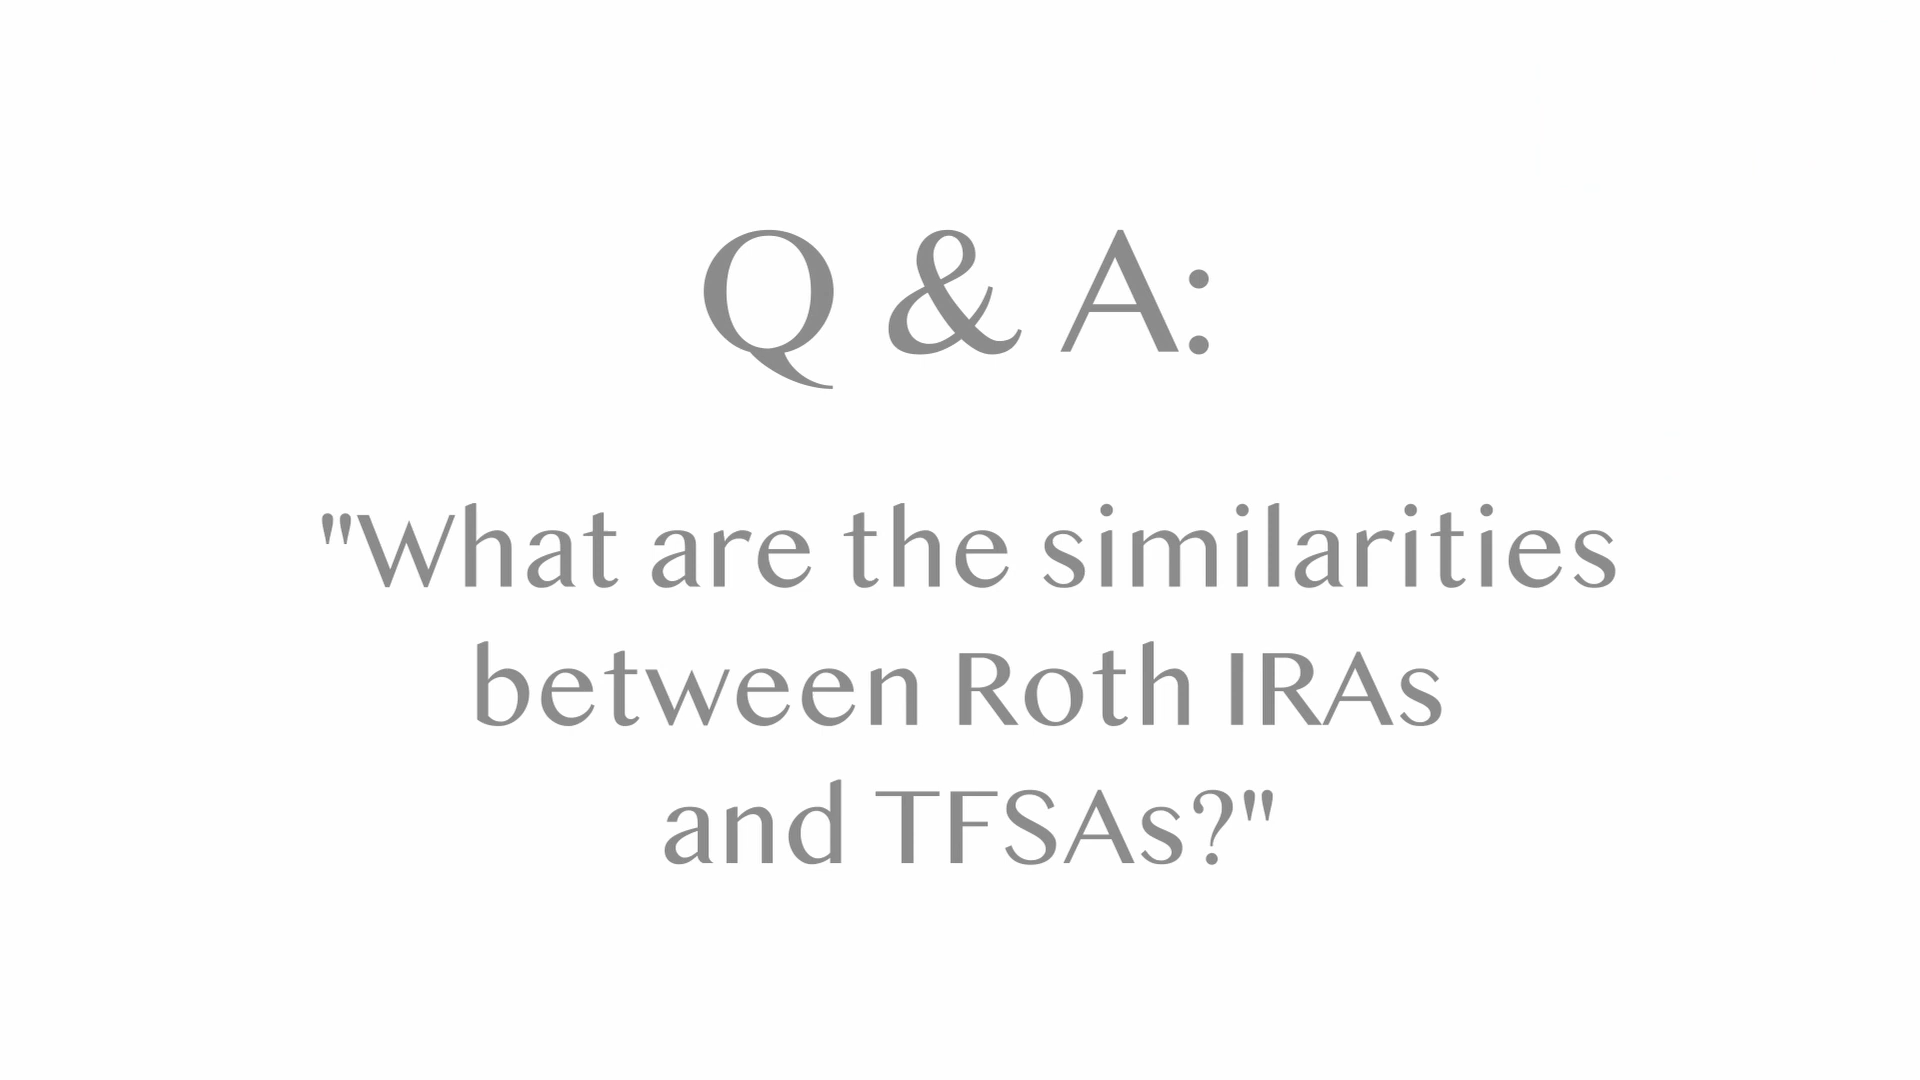 Q & A:
"What are the similarities
between Roth IRAs
and TFSAs?"